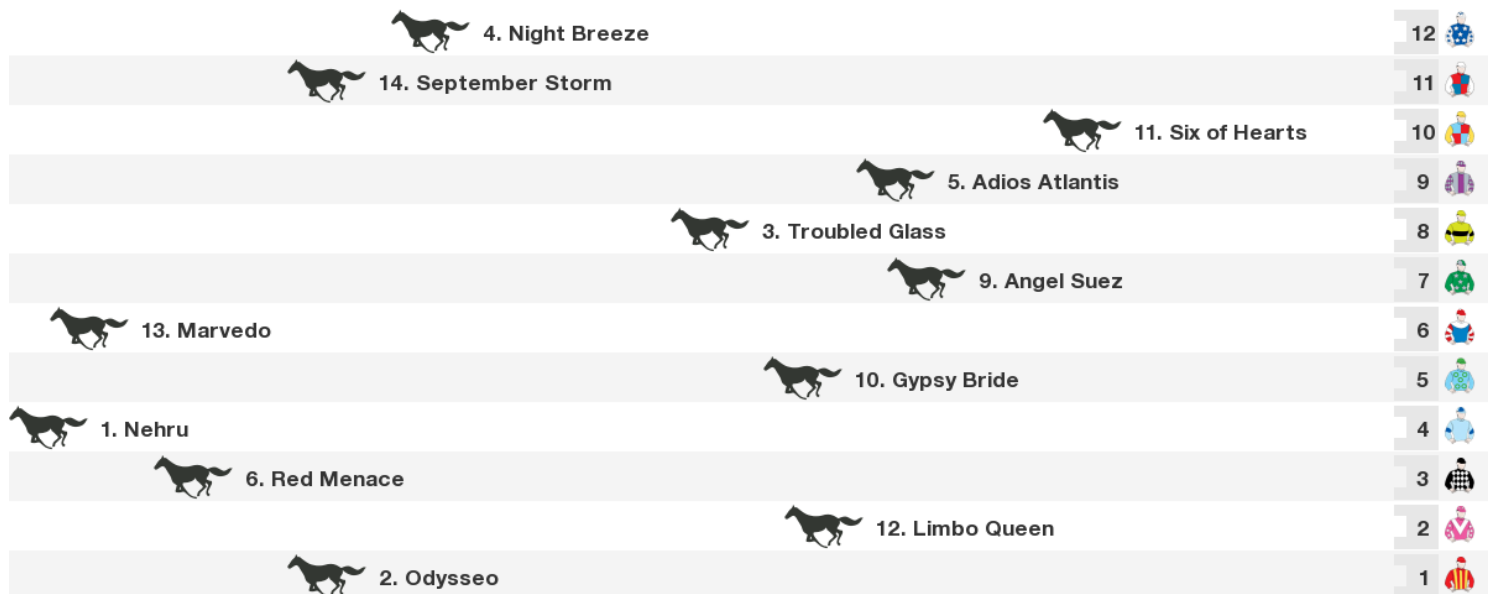 4. Night Breeze 12
14. September Storm 11
11. Six of Hearts 10
5. Adios Atlantis 9
3. Troubled Glass 8
9. Angel Suez 7
13. Marvedo 6
10. Gypsy Bride 5
1. Nehru 4
6. Red Menace 3
12. Limbo Queen 2
2. Odysseo 1